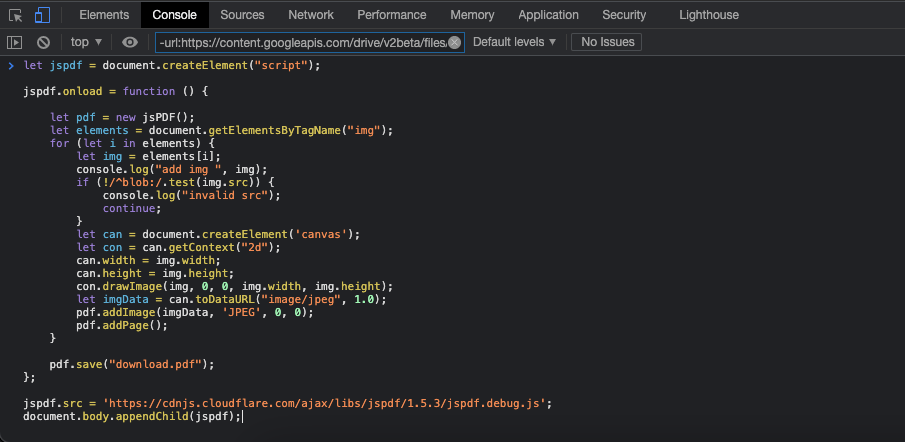 Elements Console Sources Network Performance Memory Application Security Lighthouse
top ▼ -url:https://content.googleapis.com/drive/v2beta/files/ Default levels ▼ No Issues
> let jspdf = document.createElement("script");
jspdf.onload = function () {
    let pdf = new jsPDF();
    let elements = document.getElementsByTagName("img");
    for (let i in elements) {
        let img = elements[i];
        console.log("add img ", img);
        if (!/^blob:/.test(img.src)) {
            console.log("invalid src");
            continue;
        }
        let can = document.createElement('canvas');
        let con = can.getContext("2d");
        can.width = img.width;
        can.height = img.height;
        con.drawImage(img, 0, 0, img.width, img.height);
        let imgData = can.toDataURL("image/jpeg", 1.0);
        pdf.addImage(imgData, 'JPEG', 0, 0);
        pdf.addPage();
    }
    pdf.save("download.pdf");
};
jspdf.src = 'https://cdnjs.cloudflare.com/ajax/libs/jspdf/1.5.3/jspdf.debug.js';
document.body.appendChild(jspdf);